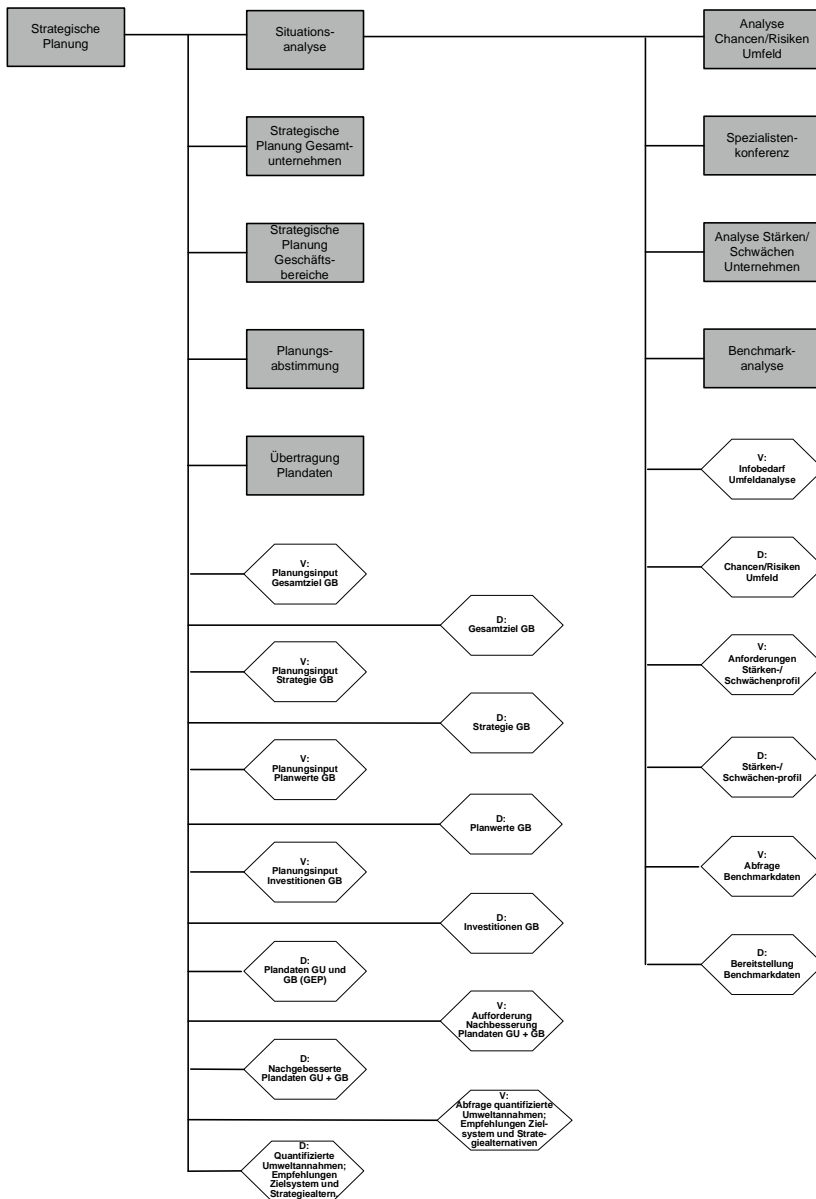 Strategische
Planung
Situations-
analyse
Analyse
Chancen/Risiken
Umfeld
Strategische
Planung Gesamt-
unternehmen
Spezialisten-
konferenz
Strategische
Planung
Geschäfts-
bereiche
Analyse Stärken/
Schwächen
Unternehmen
Planungs-
abstimmung
Benchmark-
analyse
Übertragung
Plandaten
V:
Infobedarf
Umfeldanalyse
V:
Planungsinput
Gesamtziel GB
D:
Chancen/Risiken
Umfeld
D:
Gesamtziel GB
V:
Planungsinput
Strategie GB
V:
Anforderungen
Stärken-/
Schwächenprofil
D:
Strategie GB
V:
Planungsinput
Planwerte GB
D:
Stärken-/
Schwächen-profil
D:
Planwerte GB
V:
Planungsinput
Investitionen GB
V:
Abfrage
Benchmarkdaten
D:
Investitionen GB
D:
Plandaten GU und
GB (GEP)
D:
Bereitstellung
Benchmarkdaten
V:
Aufforderung
Nachbesserung
Plandaten GU + GB
D:
Nachgebesserte
Plandaten GU + GB
V:
Abfrage quantifizierte
Umweltannahmen;
Empfehlungen Ziel-
system und Strate-
giealternativen
D:
Quantifizierte
Umweltannahmen;
Empfehlungen
Zielsystem und
Strategiealtern.